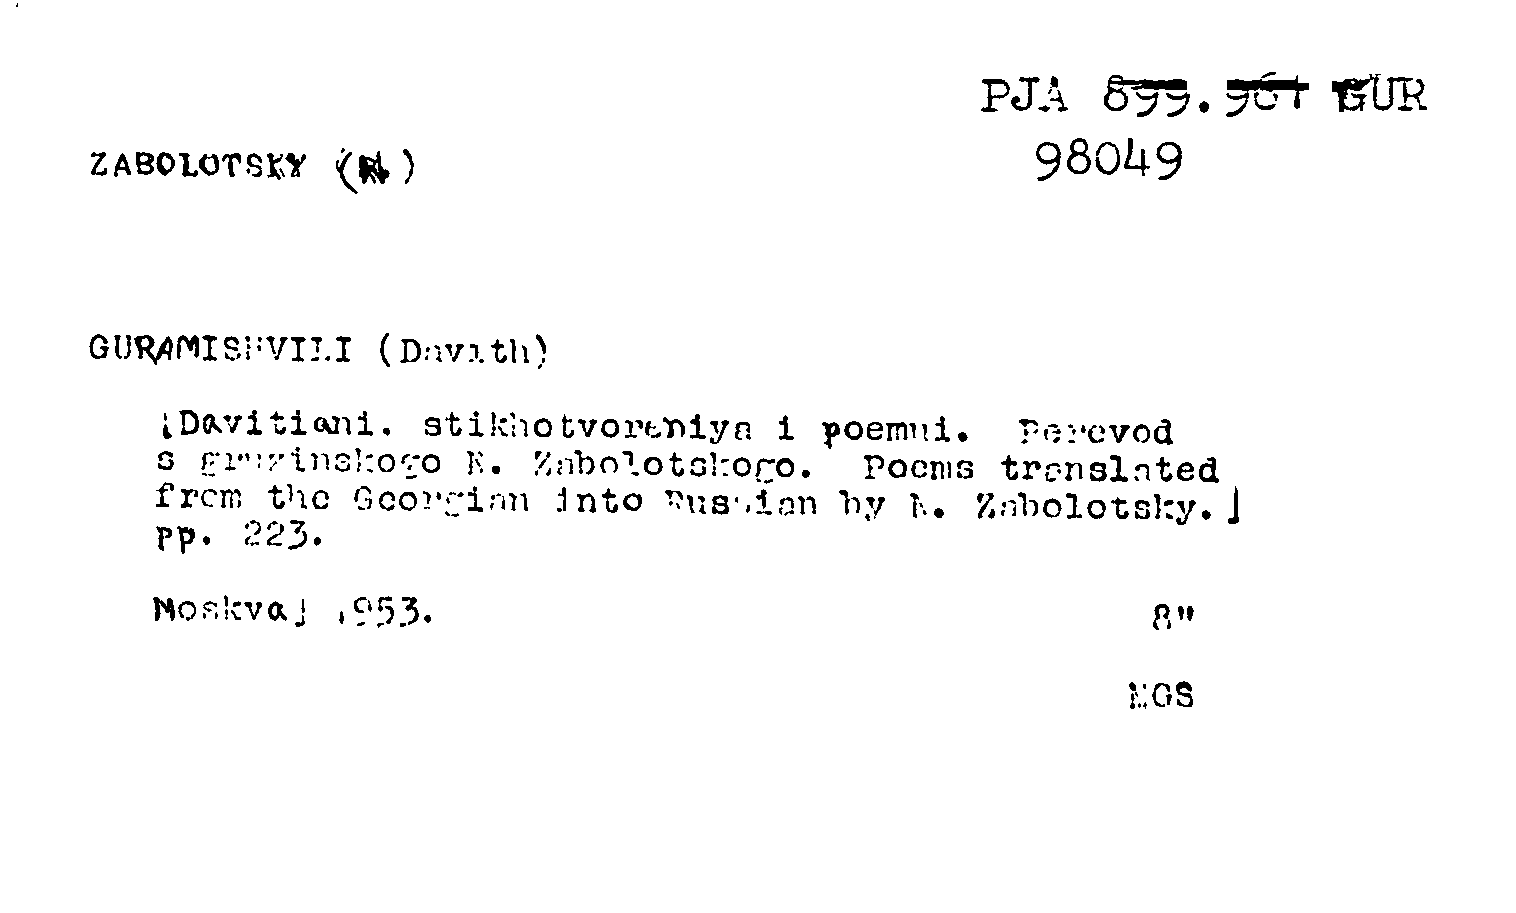 PJA 899.961 GUR
98049
ZABOLOTSKY (N.)
GURAMISHVILI (Davith)
[Davitiani. stikhotvoreniya i poemui. Perevod
s gruzinskogo N. Zabolotskogo. Poems translated
from the Georgian into Russian by N. Zabolotsky.]
pp. 223.
Moskva] 1953.
8"
MGS